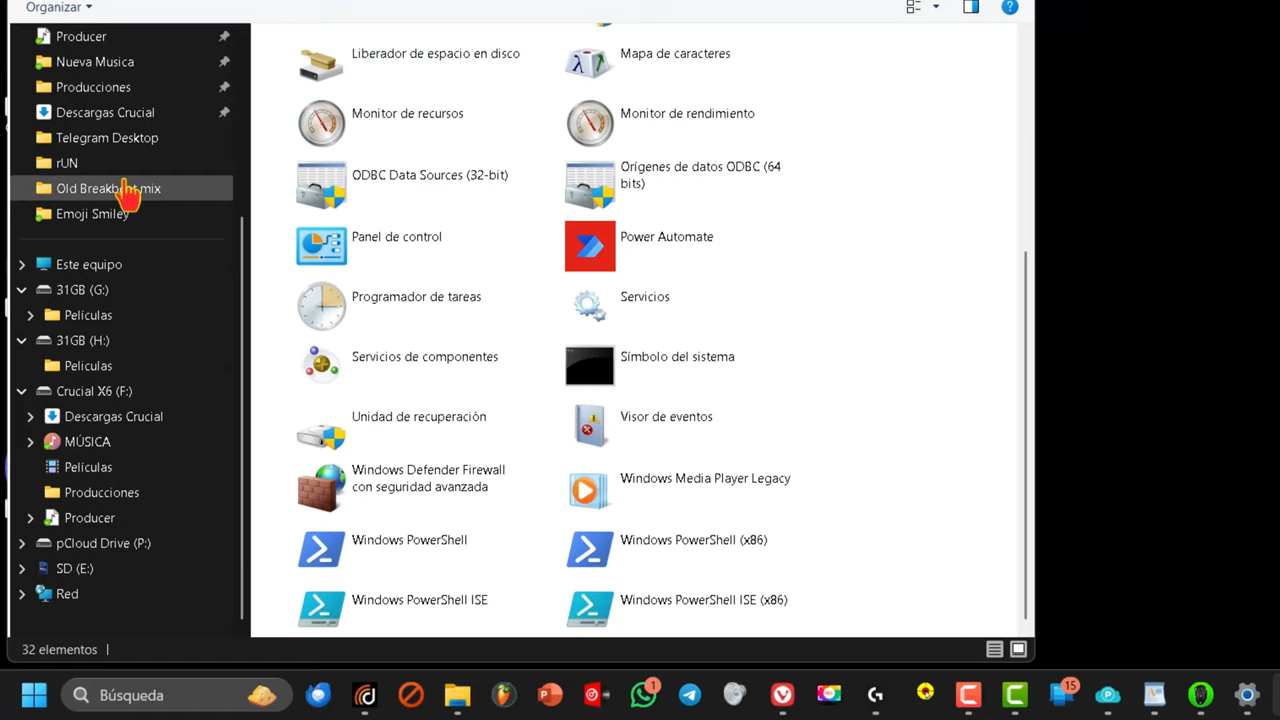 Organizar
Producer
Nueva Musica
Producciones
Descargas Crucial
Telegram Desktop
rUN
Old Breakbeat mix
Emoji Smiley
Este equipo
31GB (G:)
Películas
31GB (H:)
Peliculas
Crucial X6 (F:)
Descargas Crucial
MÚSICA
Películas
Producciones
Producer
pCloud Drive (P:)
SD (E:)
Red
Liberador de espacio en disco
Mapa de caracteres
Monitor de recursos
Monitor de rendimiento
ODBC Data Sources (32-bit)
Orígenes de datos ODBC (64
bits)
Panel de control
Power Automate
Programador de tareas
Servicios
Servicios de componentes
Símbolo del sistema
Unidad de recuperación
Visor de eventos
Windows Defender Firewall
con seguridad avanzada
Windows Media Player Legacy
Windows PowerShell
Windows PowerShell (x86)
Windows PowerShell ISE
Windows PowerShell ISE (x86)
32 elementos
Búsqueda
1
15